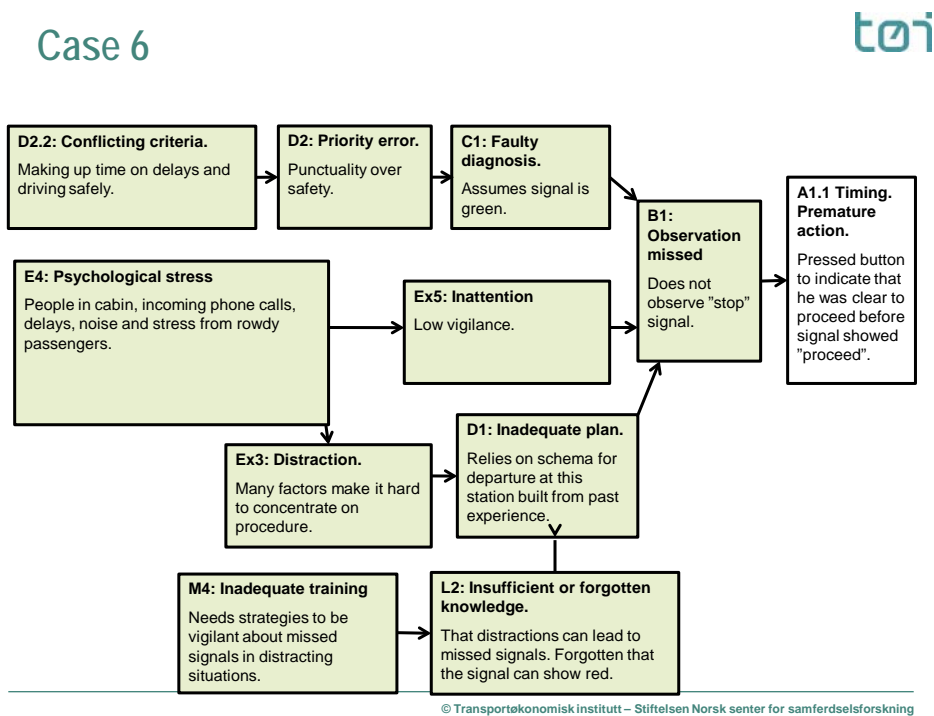 Case 6
tøi
D2.2: Conflicting criteria.
Making up time on delays and
driving safely.
D2: Priority error.
Punctuality over
safety.
C1: Faulty
diagnosis.
Assumes signal is
green.
B1:
Observation
missed
Does not
observe ”stop”
signal.
A1.1 Timing.
Premature
action.
Pressed button
to indicate that
he was clear to
proceed before
signal showed
”proceed”.
E4: Psychological stress
People in cabin, incoming phone calls,
delays, noise and stress from rowdy
passengers.
Ex5: Inattention
Low vigilance.
Ex3: Distraction.
Many factors make it hard
to concentrate on
procedure.
D1: Inadequate plan.
Relies on schema for
departure at this
station built from past
experience.
M4: Inadequate training
Needs strategies to be
vigilant about missed
signals in distracting
situations.
L2: Insufficient or forgotten
knowledge.
That distractions can lead to
missed signals. Forgotten that
the signal can show red.
© Transportøkonomisk institutt – Stiftelsen Norsk senter for samferdselsforskning